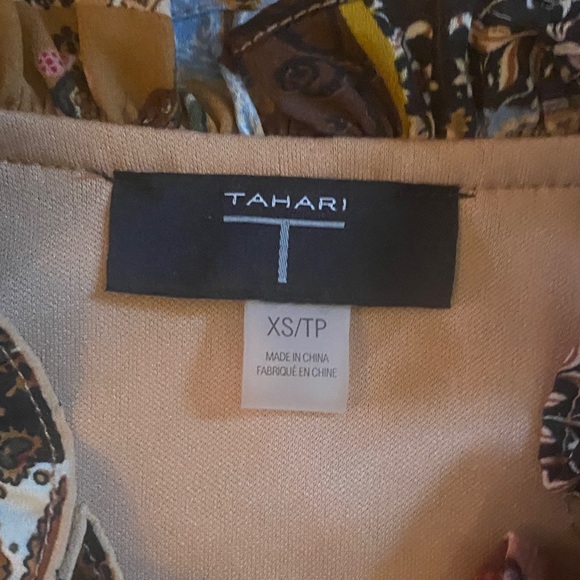 TAHARI
T
XS/TP
MADE IN CHINA
FABRIQUÉ EN CHINE